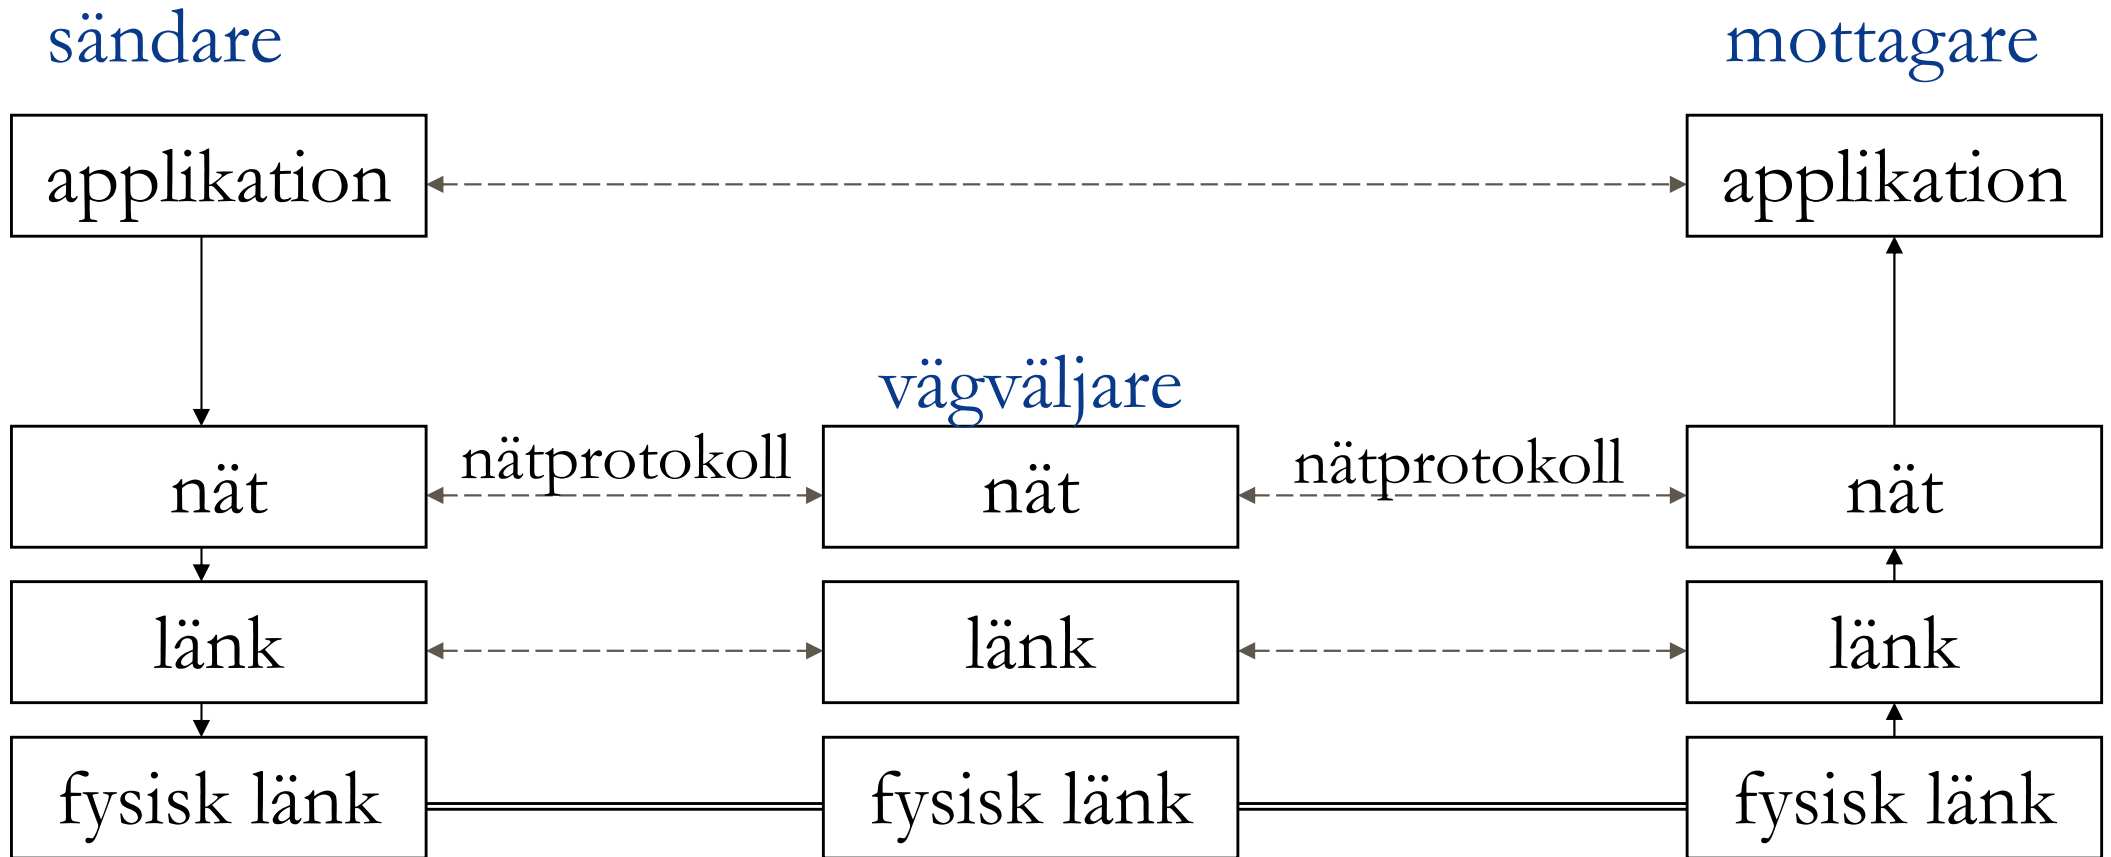 sändare
mottagare
applikation
applikation
vägväljare
nät
nätprotokoll
nät
nätprotokoll
nät
länk
länk
länk
fysisk länk
fysisk länk
fysisk länk